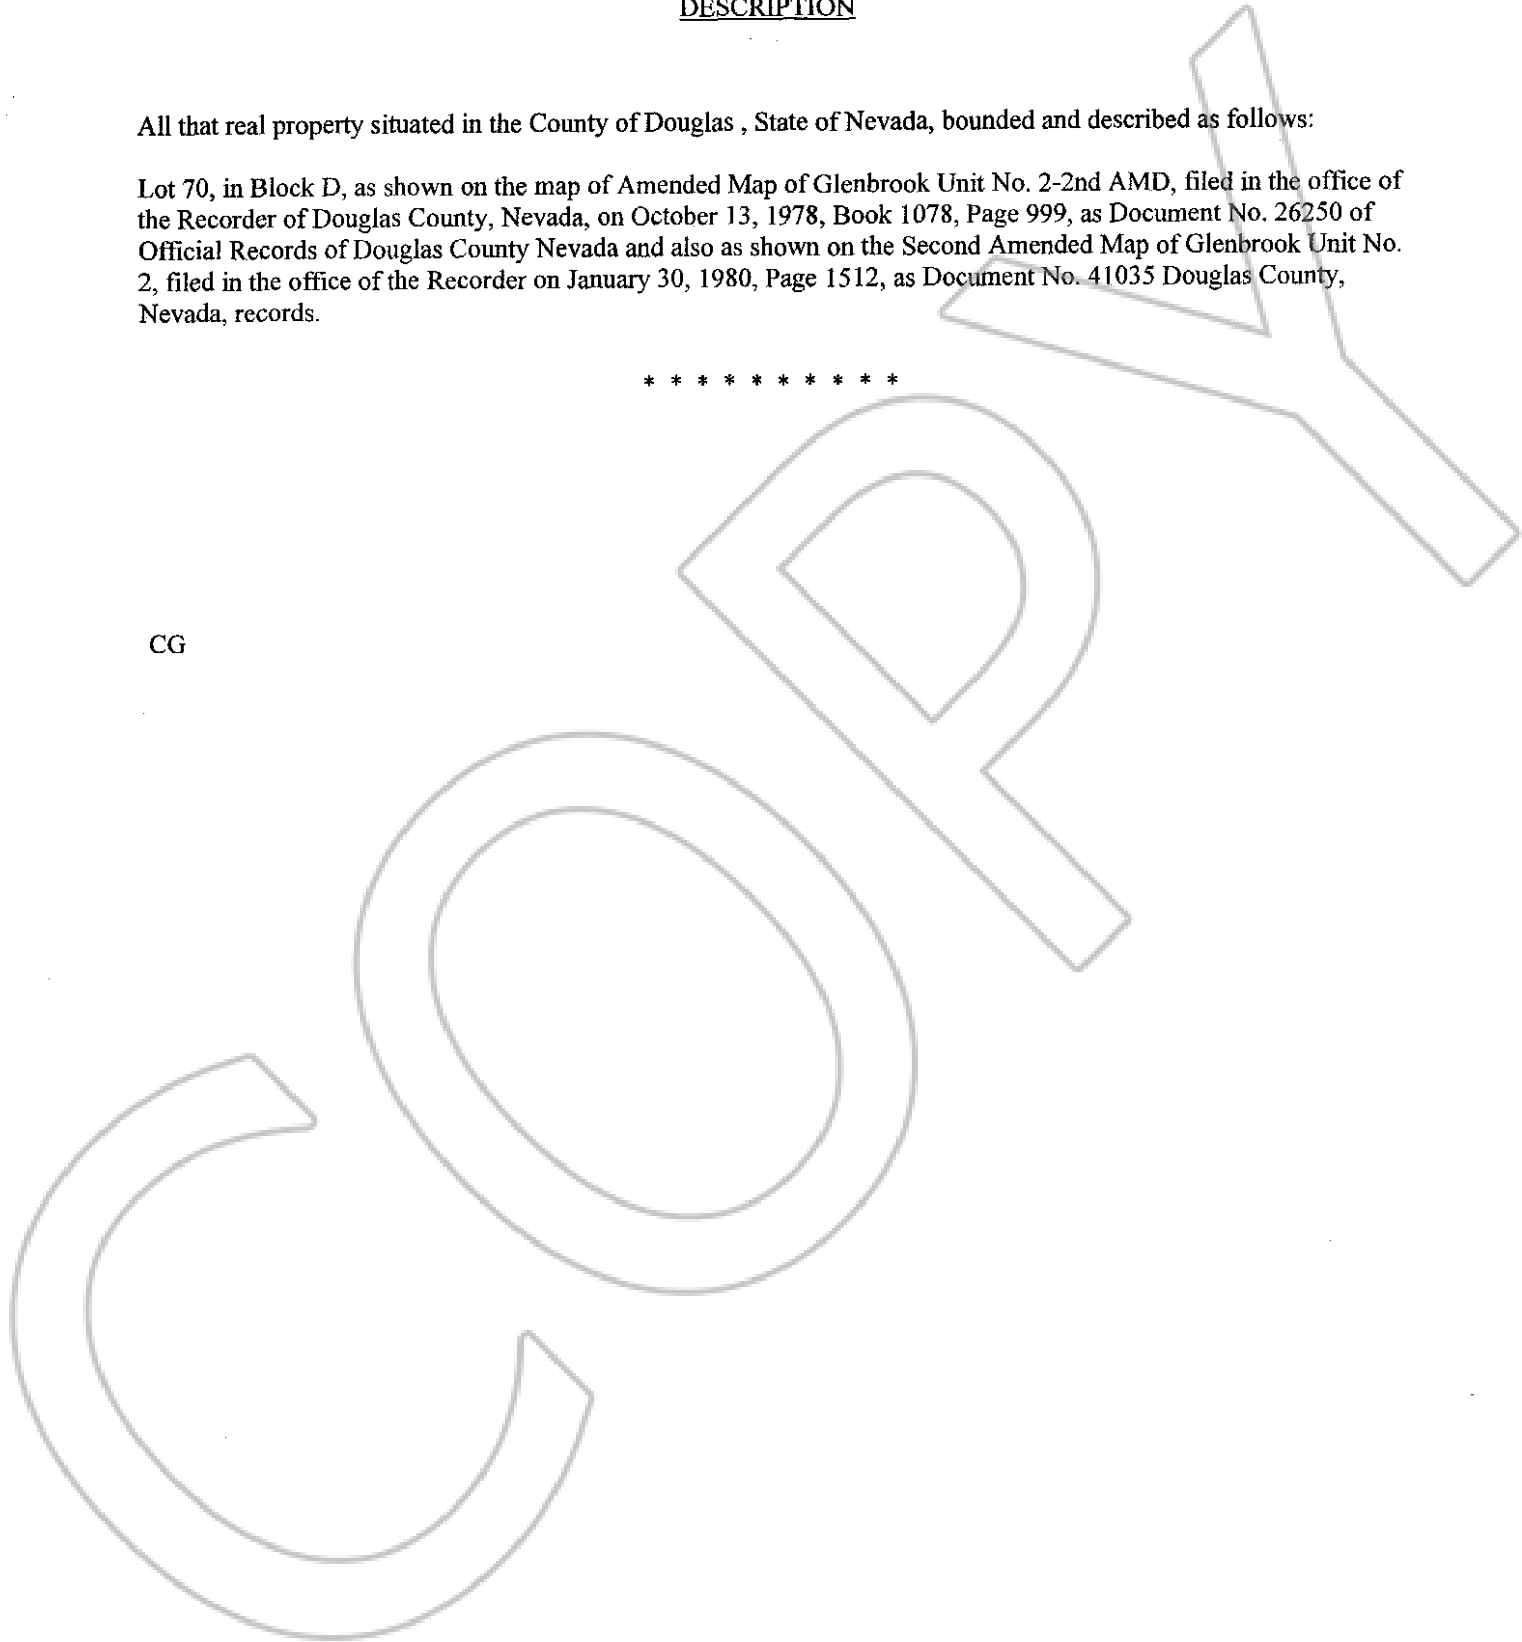 DESCRIPTION
All that real property situated in the County of Douglas , State of Nevada, bounded and described as follows:
Lot 70, in Block D, as shown on the map of Amended Map of Glenbrook Unit No. 2-2nd AMD, filed in the office of
the Recorder of Douglas County, Nevada, on October 13, 1978, Book 1078, Page 999, as Document No. 26250 of
Official Records of Douglas County Nevada and also as shown on the Second Amended Map of Glenbrook Unit No.
2, filed in the office of the Recorder on January 30, 1980, Page 1512, as Document No. 41035 Douglas County,
Nevada, records.
* * * * * * * * * *
CG
COPY